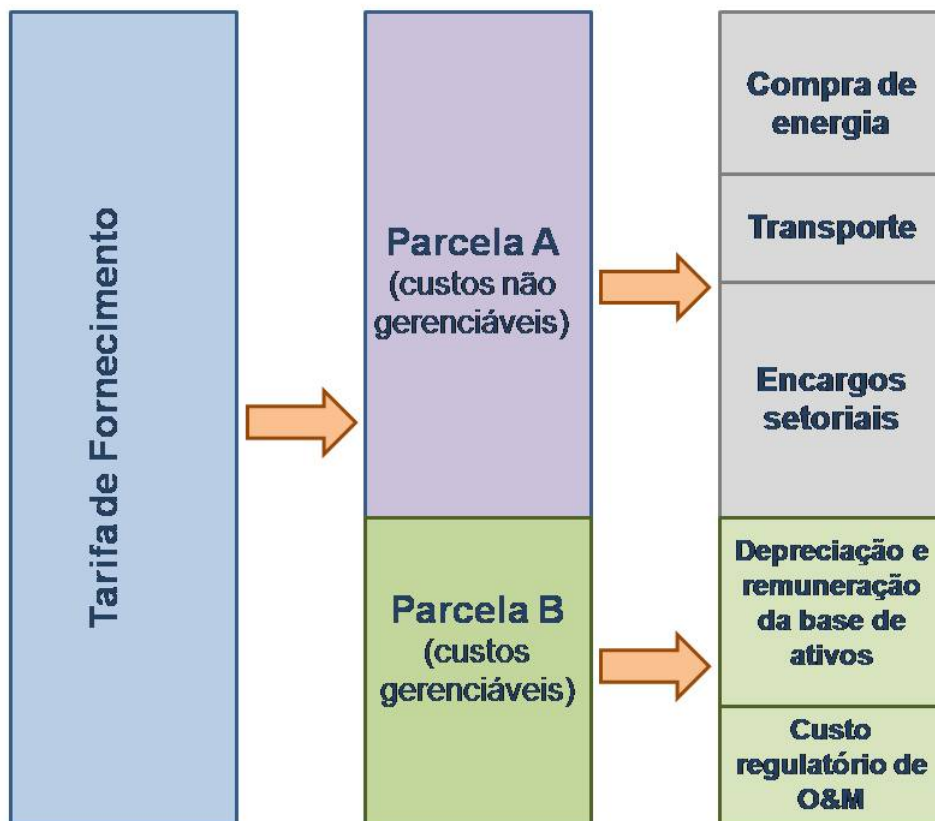 Tarifa de Fornecimento
Parcela A
(custos não
gerenciáveis)
Parcela B
(custos
gerenciáveis)
Compra de
energia
Transporte
Encargos
setoriais
Depreciação e
remuneração
da base de
ativos
Custo
regulatório de
O&M